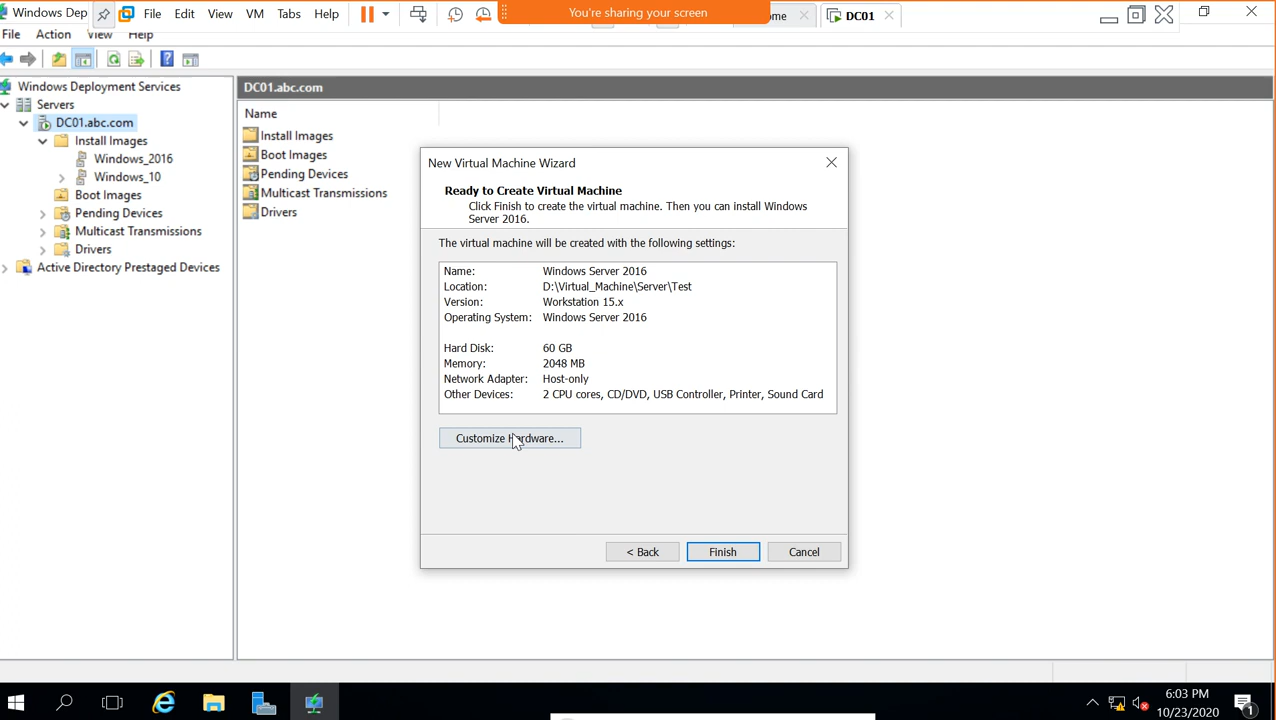 Windows Dep
File Edit View VM Tabs Help
You're sharing your screen
ome
DC01
File Action View Help
Windows Deployment Services
Servers
DC01.abc.com
Install Images
Windows_2016
Windows_10
Boot Images
Pending Devices
Multicast Transmissions
Drivers
Active Directory Prestaged Devices
DC01.abc.com
Name
Install Images
Boot Images
Pending Devices
Multicast Transmissions
Drivers
New Virtual Machine Wizard
Ready to Create Virtual Machine
Click Finish to create the virtual machine. Then you can install Windows
Server 2016.
The virtual machine will be created with the following settings:
Name: Windows Server 2016
Location: D:\Virtual_Machine\Server\Test
Version: Workstation 15.x
Operating System: Windows Server 2016
Hard Disk: 60 GB
Memory: 2048 MB
Network Adapter: Host-only
Other Devices: 2 CPU cores, CD/DVD, USB Controller, Printer, Sound Card
Customize Hardware...
< Back
Finish
Cancel
6:03 PM
10/23/2020
1